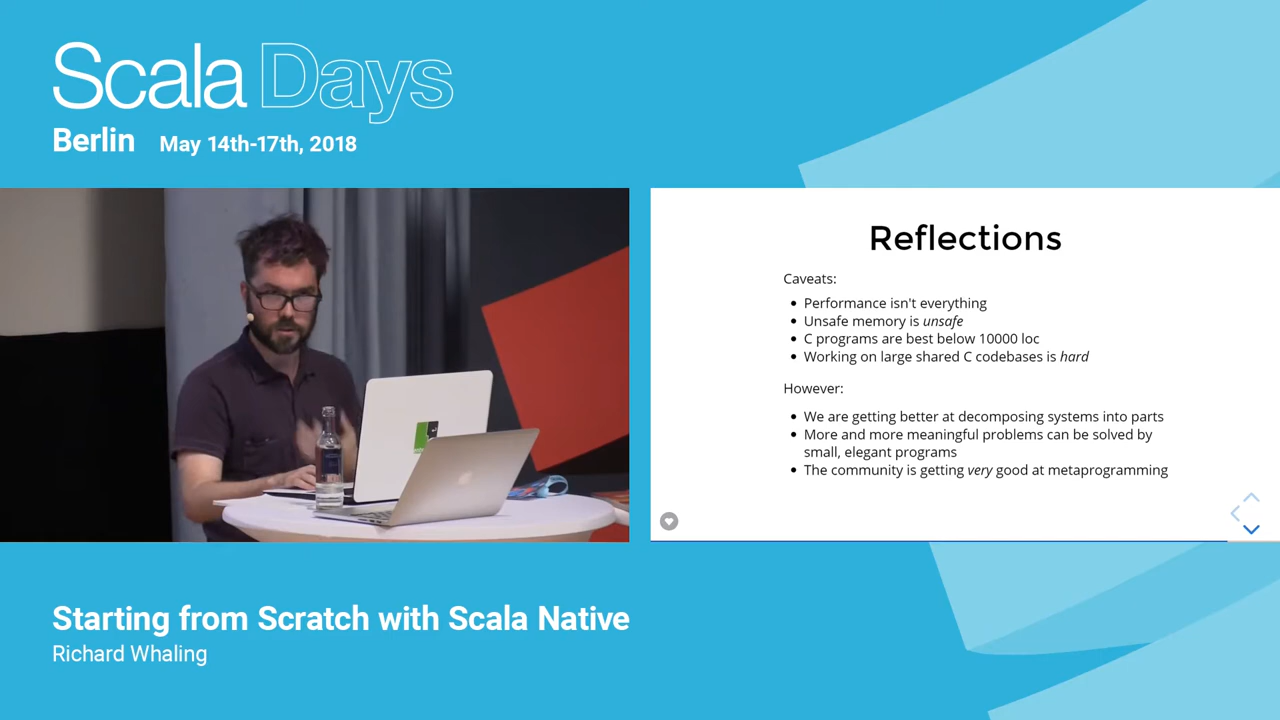 Scala Days
Berlin May 14th-17th, 2018
Reflections
Caveats:
• Performance isn't everything
• Unsafe memory is unsafe
• C programs are best below 10000 loc
• Working on large shared C codebases is hard
However:
• We are getting better at decomposing systems into parts
• More and more meaningful problems can be solved by
small, elegant programs
• The community is getting very good at metaprogramming
Starting from Scratch with Scala Native
Richard Whaling